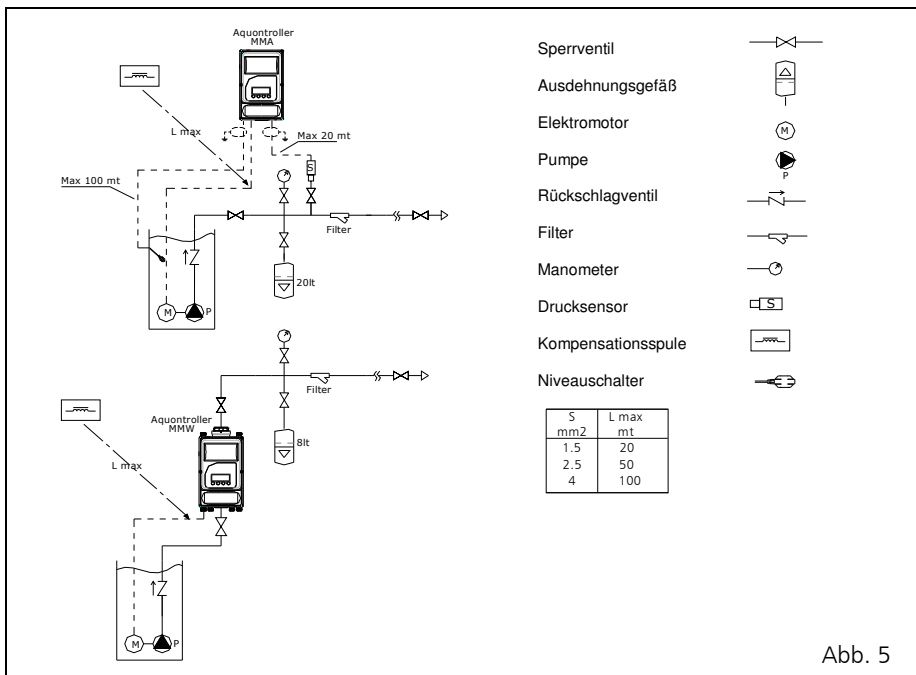 Aquontroller
MMA
L max
Max 20 mt
S
Max 100 mt
Filter
20lt
M
P
Aquontroller
MMW
L max
Filter
8lt
M
P
Sperrventil
Ausdehnungsgefäß
Elektromotor
M
Pumpe
P
Rückschlagventil
Filter
Manometer
Drucksensor
S
Kompensationsspule
Niveauschalter
S L max
mm2 mt
1.5 20
2.5 50
4 100
Abb. 5